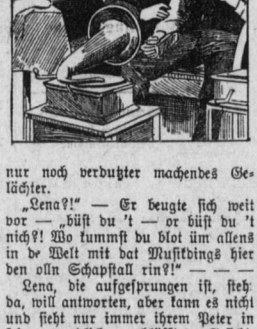 nur noch verdutzter machendes Ge-
lächter.
„Lena?!" — Er beugte sich weit
vor — „büst du 't — or büst du 't
nich?! Wo kummst du blot üm allens
in de Welt mit dat Musikdings hier
den olln Schapstall rin?!" — — —
Lena, die aufgesprungen ist, steh
da, will antworten, aber kann es nicht
und sieht nur immer ihrem Peter in